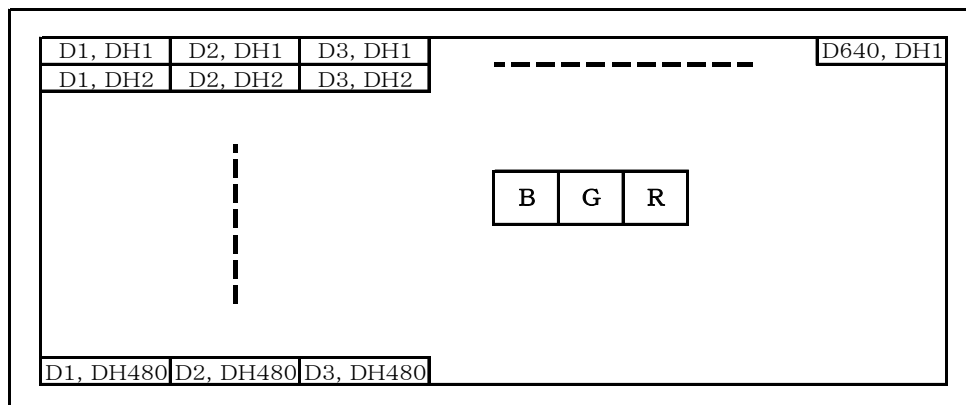 D1, DH1 D2, DH1 D3, DH1 D640, DH1
D1, DH2 D2, DH2 D3, DH2
B G R
D1, DH480 D2, DH480 D3, DH480